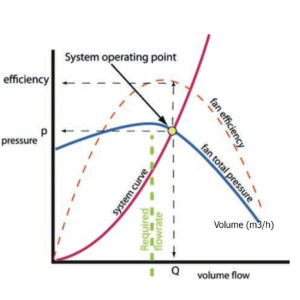 System operating point
efficiency
fan efficiency
p
pressure
fan total pressure
system curve
Volume (m3/h)
Required
flowrate
Q
volume flow